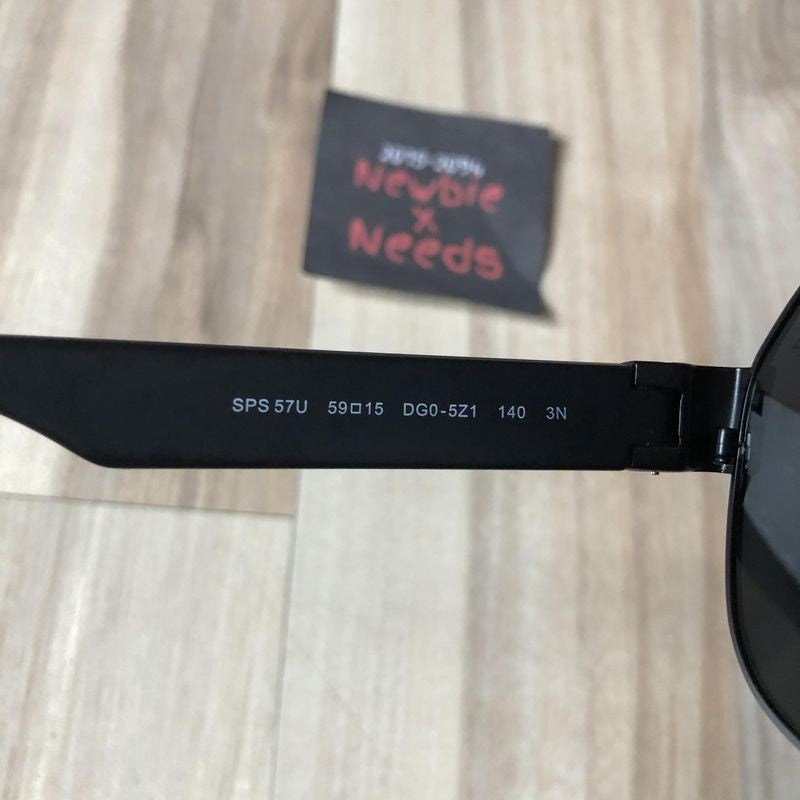 Newbie
x
Needs
SPS 57U 59□15 DG0-5Z1 140 3N